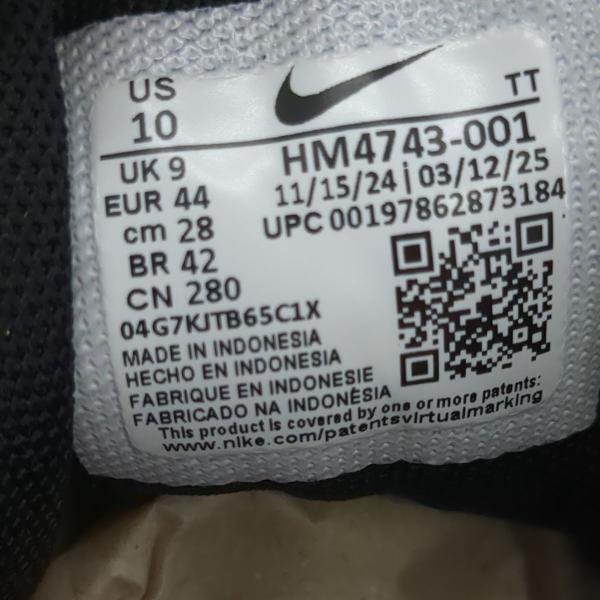 US
10
TT
UK 9
EUR 44
cm 28
BR 42
CN 280
HM4743-001
11/15/24 | 03/12/25
UPC 00197862873184
04G7KJTB65C1X
MADE IN INDONESIA
HECHO EN INDONESIA
FABRIQUE EN INDONESIE
FABRICADO NA INDONÉSIA
This product is covered by one or more patents:
www.nike.com/patentsvirtualmarking